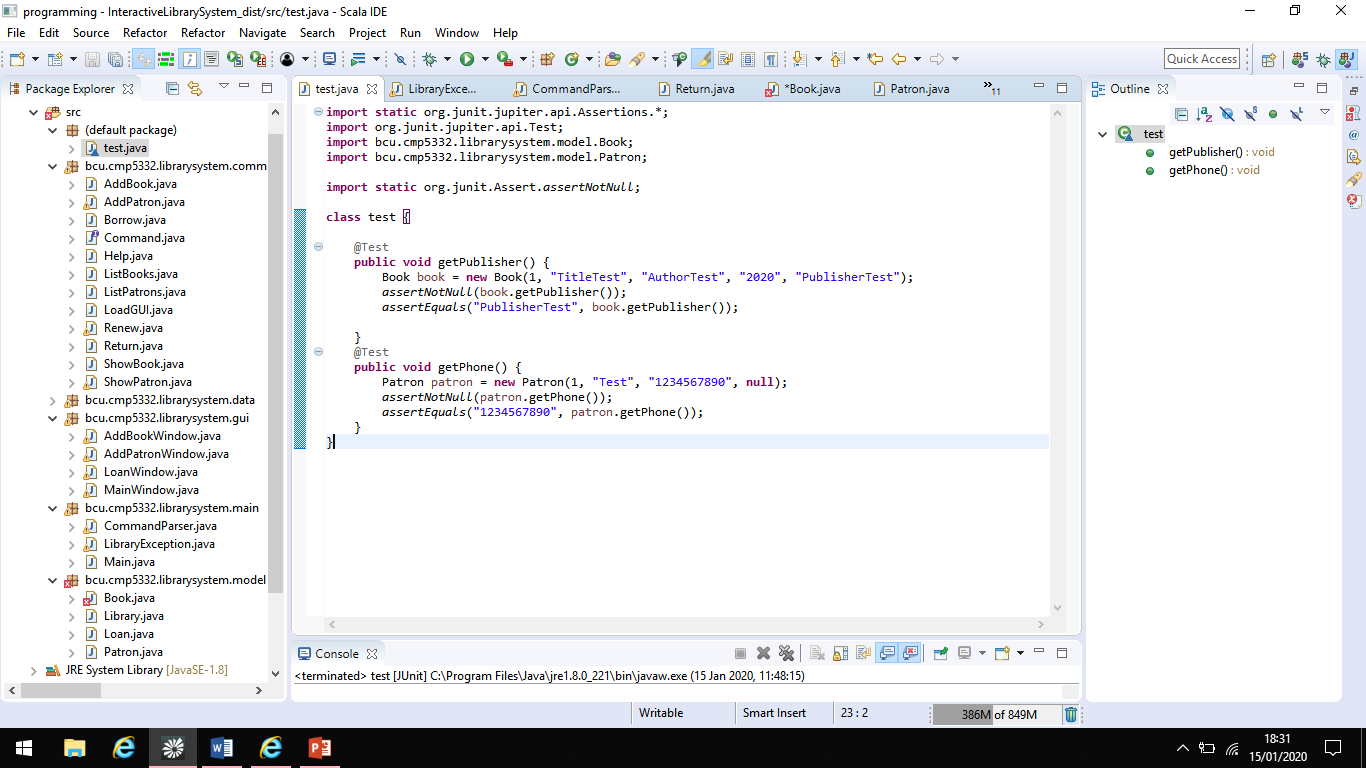 programming - InteractiveLibrarySystem_dist/src/test.java - Scala IDE
File Edit Source Refactor Refactor Navigate Search Project Run Window Help
Quick Access
Package Explorer
src
(default package)
test.java
bcu.cmp5332.librarysystem.comm
AddBook.java
AddPatron.java
Borrow.java
Command.java
Help.java
ListBooks.java
ListPatrons.java
LoadGUI.java
Renew.java
Return.java
ShowBook.java
ShowPatron.java
bcu.cmp5332.librarysystem.data
bcu.cmp5332.librarysystem.gui
AddBookWindow.java
AddPatronWindow.java
LoanWindow.java
MainWindow.java
bcu.cmp5332.librarysystem.main
CommandParser.java
LibraryException.java
Main.java
bcu.cmp5332.librarysystem.model
Book.java
Library.java
Loan.java
Patron.java
JRE System Library [JavaSE-1.8]
test.java LibraryExce... CommandPars... Return.java *Book.java Patron.java »11
import static org.junit.jupiter.api.Assertions.*;
import org.junit.jupiter.api.Test;
import bcu.cmp5332.librarysystem.model.Book;
import bcu.cmp5332.librarysystem.model.Patron;
import static org.junit.Assert.assertNotNull;
class test {
@Test
public void getPublisher() {
Book book = new Book(1, "TitleTest", "AuthorTest", "2020", "PublisherTest");
assertNotNull(book.getPublisher());
assertEquals("PublisherTest", book.getPublisher());
}
@Test
public void getPhone() {
Patron patron = new Patron(1, "Test", "1234567890", null);
assertNotNull(patron.getPhone());
assertEquals("1234567890", patron.getPhone());
}
}
Console
<terminated> test [JUnit] C:\Program Files\Java\jre1.8.0_221\bin\javaw.exe (15 Jan 2020, 11:48:15)
Outline
test
getPublisher() : void
getPhone() : void
Writable Smart Insert 23 : 2 386M of 849M
18:31
15/01/2020